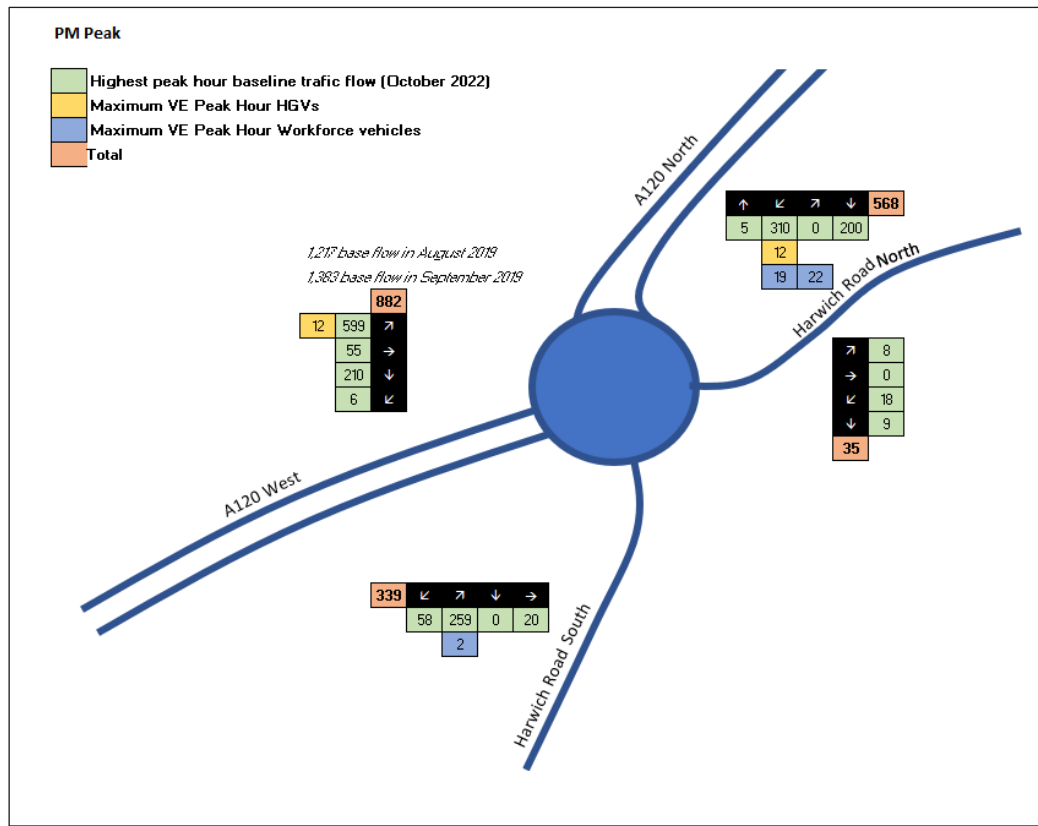 PM Peak
Highest peak hour baseline trafic flow (October 2022)
Maximum VE Peak Hour HGVs
Maximum VE Peak Hour Workforce vehicles
Total
A120 North
↑ ↙ ↗ ↓ 568
5 310 0 200
12
19 22
1,217 base flow in August 2019
1,383 base flow in September 2019
882
12 599 ↗
55 →
210 ↓
6 ↙
Harwich Road North
↗ 8
→ 0
↙ 18
↓ 9
35
A120 West
339 ↙ ↗ ↓ →
58 259 0 20
2
Harwich Road South